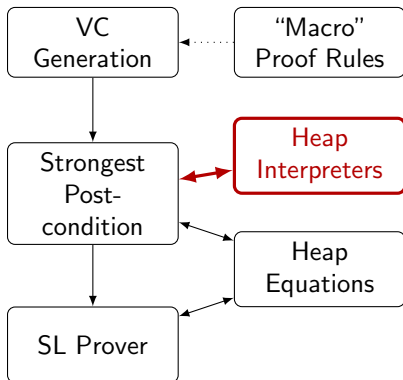 VC
Generation
“Macro”
Proof Rules
Strongest
Post-
condition
Heap
Interpreters
Heap
Equations
SL Prover